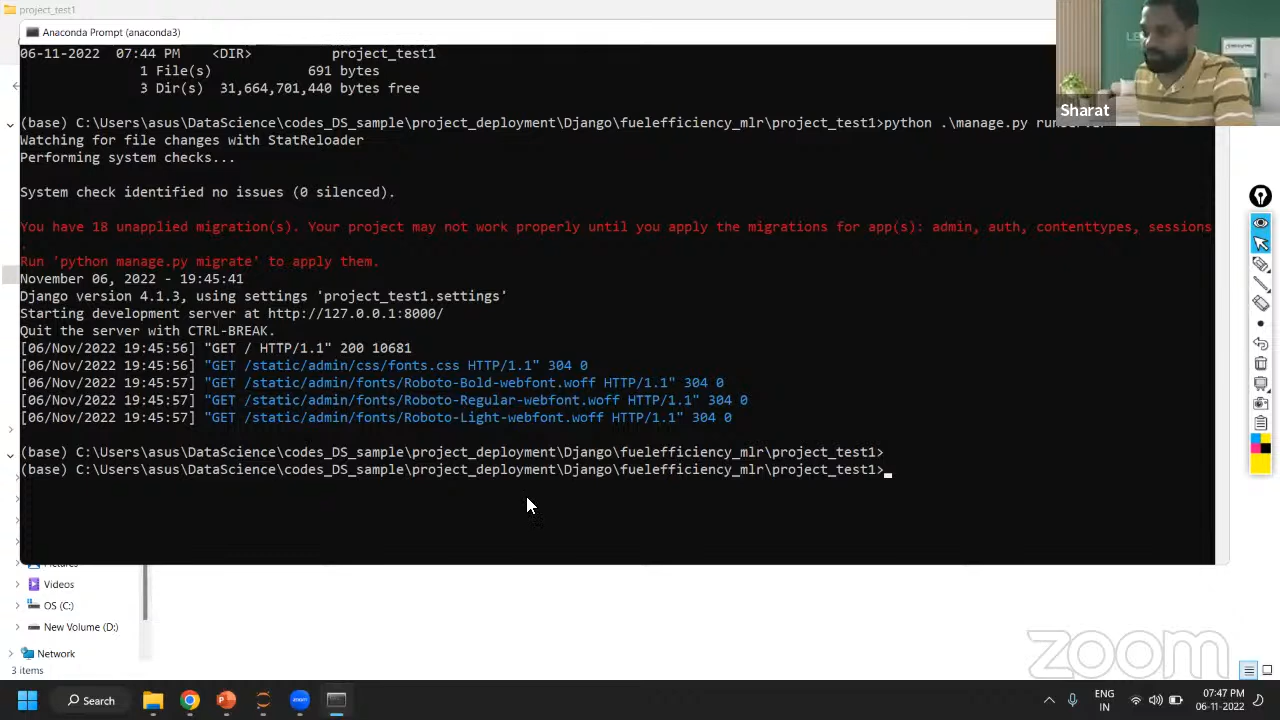 project_test1
Anaconda Prompt (anaconda3)
06-11-2022 07:44 PM <DIR> project_test1
1 File(s) 691 bytes
3 Dir(s) 31,664,701,440 bytes free
(base) C:\Users\asus\DataScience\codes_DS_sample\project_deployment\Django\fuelefficiency_mlr\project_test1>python .\manage.py runserver
Watching for file changes with StatReloader
Performing system checks...
System check identified no issues (0 silenced).
You have 18 unapplied migration(s). Your project may not work properly until you apply the migrations for app(s): admin, auth, contenttypes, sessions
.
Run 'python manage.py migrate' to apply them.
November 06, 2022 - 19:45:41
Django version 4.1.3, using settings 'project_test1.settings'
Starting development server at http://127.0.0.1:8000/
Quit the server with CTRL-BREAK.
[06/Nov/2022 19:45:56] "GET / HTTP/1.1" 200 10681
[06/Nov/2022 19:45:56] "GET /static/admin/css/fonts.css HTTP/1.1" 304 0
[06/Nov/2022 19:45:57] "GET /static/admin/fonts/Roboto-Bold-webfont.woff HTTP/1.1" 304 0
[06/Nov/2022 19:45:57] "GET /static/admin/fonts/Roboto-Regular-webfont.woff HTTP/1.1" 304 0
[06/Nov/2022 19:45:57] "GET /static/admin/fonts/Roboto-Light-webfont.woff HTTP/1.1" 304 0
(base) C:\Users\asus\DataScience\codes_DS_sample\project_deployment\Django\fuelefficiency_mlr\project_test1>
(base) C:\Users\asus\DataScience\codes_DS_sample\project_deployment\Django\fuelefficiency_mlr\project_test1>
Sharat
Pictures
Videos
OS (C:)
New Volume (D:)
Network
3 items
zoom
Search
zoom
ENG
IN
07:47 PM
06-11-2022